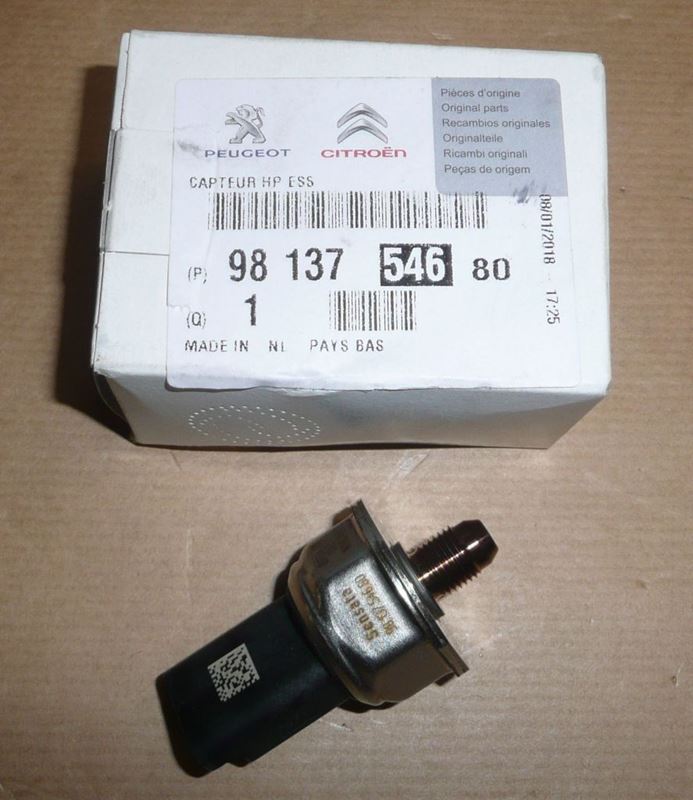 PEUGEOT
CITROËN
Pièces d'origine
Original parts
Recambios originales
Originalteile
Ricambi originali
Peças de origem
CAPTEUR HP ESS
(P) 98 137 546 80
(Q) 1
MADE IN NL PAYS BAS
08/01/2018 - 17:25
Sensata